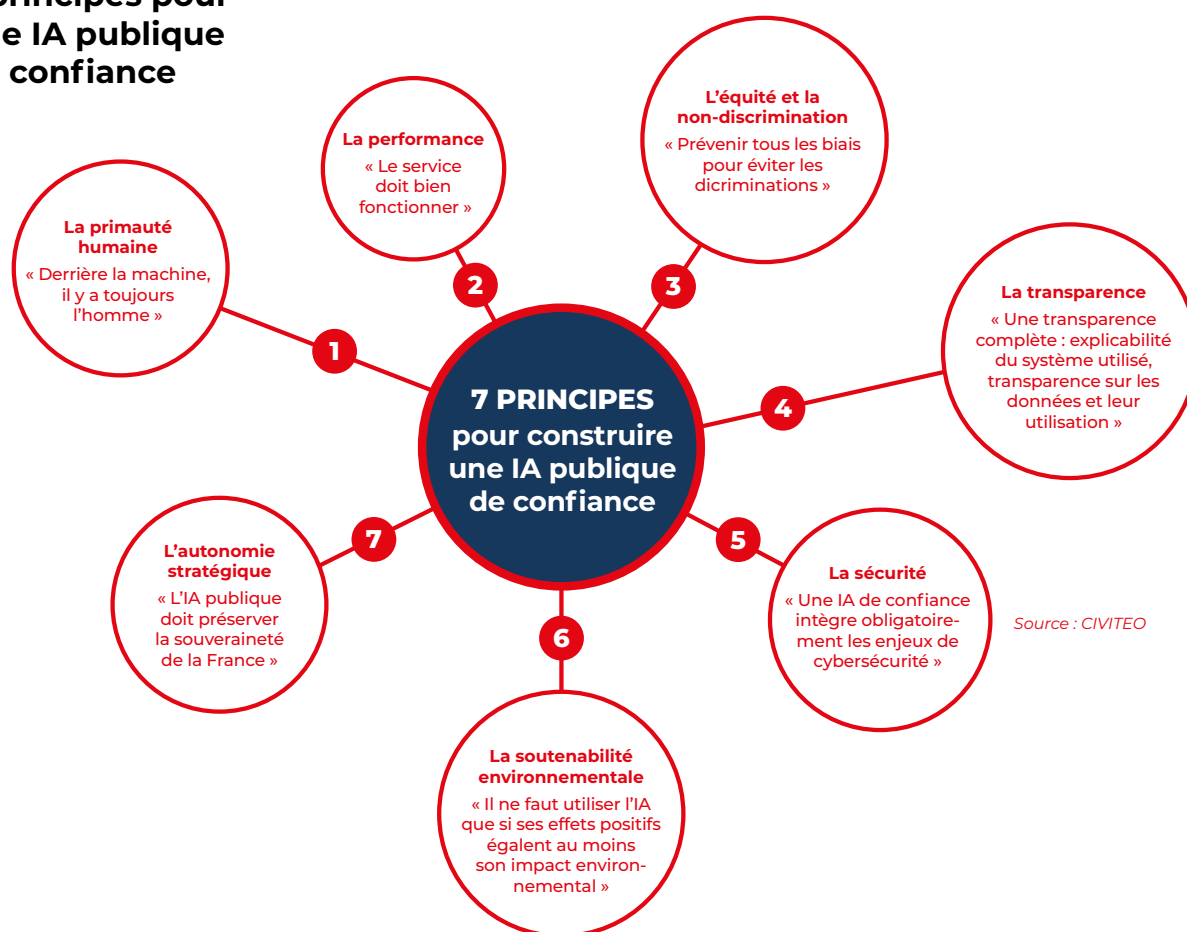 principes pour
e IA publique
confiance
7 PRINCIPES
pour construire
une IA publique
de confiance
1
La primauté
humaine
« Derrière la machine,
il y a toujours
l'homme »
2
La performance
« Le service
doit bien
fonctionner »
3
L'équité et la
non-discrimination
« Prévenir tous les biais
pour éviter les
dicriminations »
4
La transparence
« Une transparence
complète : explicabilité
du système utilisé,
transparence sur les
données et leur
utilisation »
5
La sécurité
« Une IA de confiance
intègre obligatoire-
ment les enjeux de
cybersécurité »
6
La soutenabilité
environnementale
« Il ne faut utiliser l'IA
que si ses effets positifs
égalent au moins
son impact environ-
nemental »
7
L'autonomie
stratégique
« L'IA publique
doit préserver
la souveraineté
de la France »
Source : CIVITEO